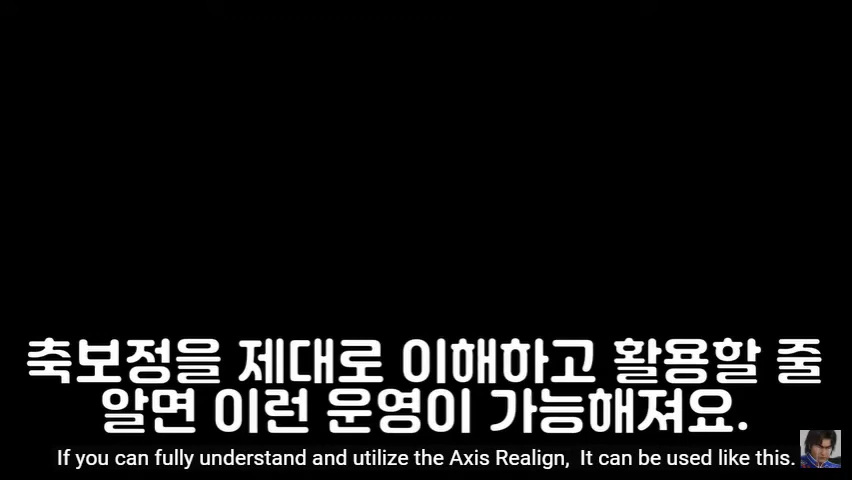 축보정을 제대로 이해하고 활용할 줄
알면 이런 운영이 가능해져요.
If you can fully understand and utilize the Axis Realign, It can be used like this.